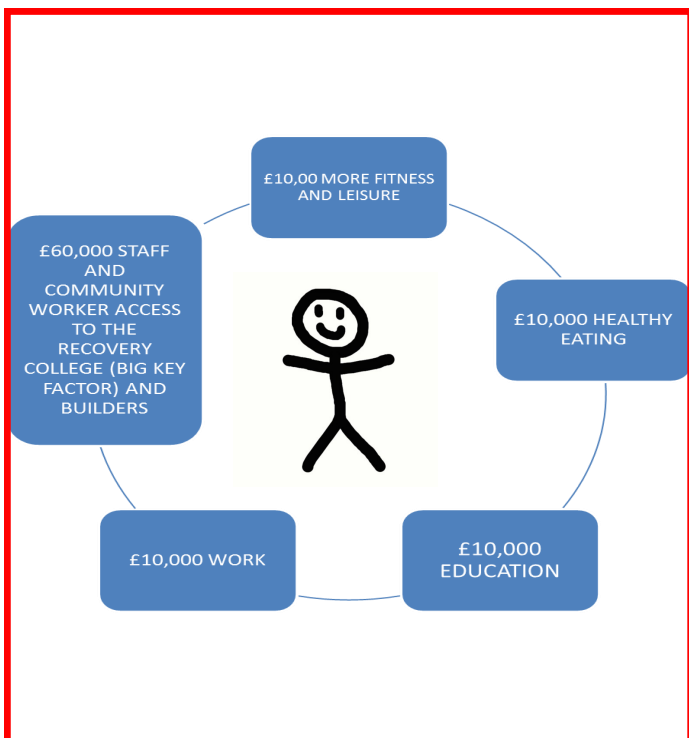 £10,00 MORE FITNESS
AND LEISURE
£10,000 HEALTHY
EATING
£10,000
EDUCATION
£10,000 WORK
£60,000 STAFF
AND
COMMUNITY
WORKER ACCESS
TO THE
RECOVERY
COLLEGE (BIG KEY
FACTOR) AND
BUILDERS